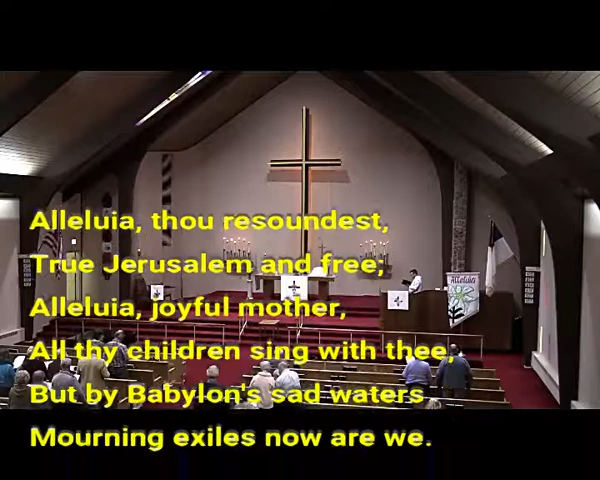 Alleluia, thou resoundest,
True Jerusalem and free;
Alleluia, joyful mother,
All thy children sing with thee,
But by Babylon's sad waters
Mourning exiles now are we.
Alleluia